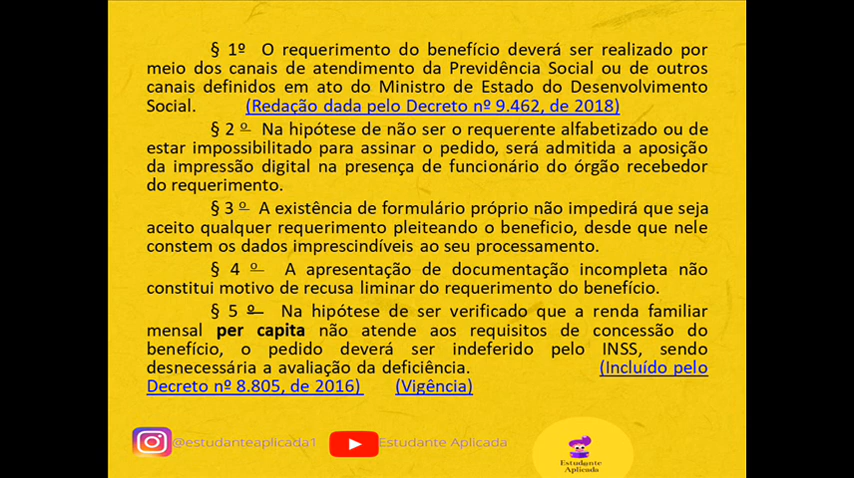 § 1º O requerimento do benefício deverá ser realizado por
meio dos canais de atendimento da Previdência Social ou de outros
canais definidos em ato do Ministro de Estado do Desenvolvimento
Social. (Redação dada pelo Decreto nº 9.462, de 2018)
§ 2 º Na hipótese de não ser o requerente alfabetizado ou de
estar impossibilitado para assinar o pedido, será admitida a aposição
da impressão digital na presença de funcionário do órgão recebedor
do requerimento.
§ 3 º A existência de formulário próprio não impedirá que seja
aceito qualquer requerimento pleiteando o beneficio, desde que nele
constem os dados imprescindíveis ao seu processamento.
§ 4 º A apresentação de documentação incompleta não
constitui motivo de recusa liminar do requerimento do benefício.
§ 5 º Na hipótese de ser verificado que a renda familiar
mensal per capita não atende aos requisitos de concessão do
benefício, o pedido deverá ser indeferido pelo INSS, sendo
desnecessária a avaliação da deficiência. (Incluído pelo
Decreto nº 8.805, de 2016) (Vigência)
@estudanteaplicada1 Estudante Aplicada
Estudante
Aplicada